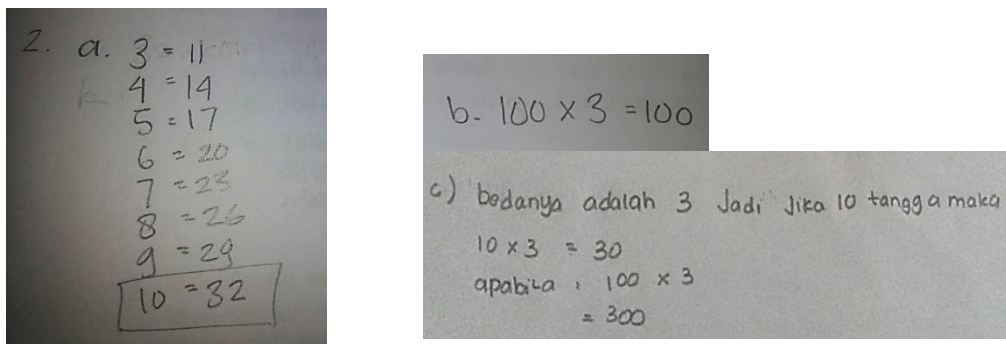 2. a. 3 = 11
4 = 14
5 = 17
6 = 20
7 = 23
8 = 26
9 = 29
10 = 32
b. 100 x 3 = 100
c) bedanya adalah 3 Jadi Jika 10 tangga maka
10 x 3 = 30
apabila : 100 x 3
= 300